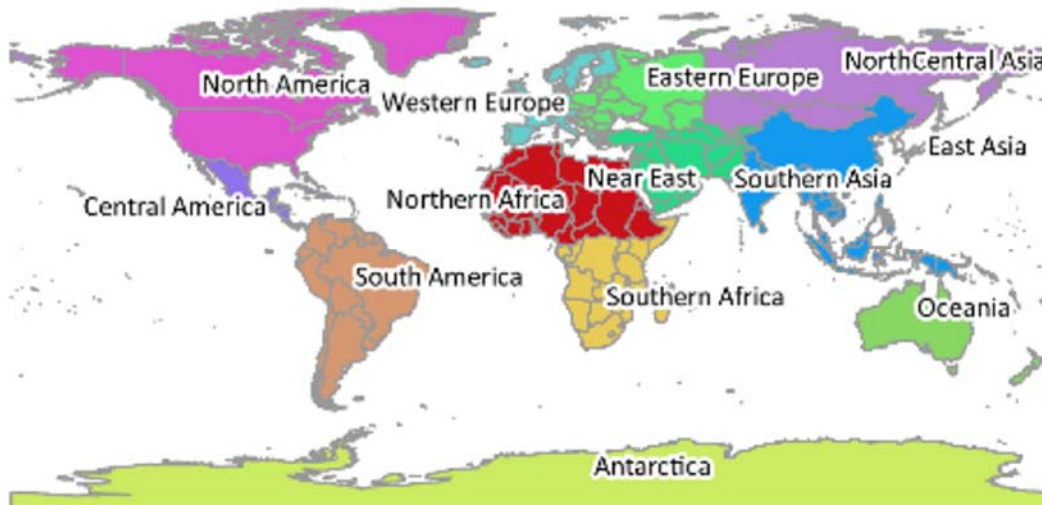 North America
Eastern Europe
NorthCentral Asia
Western Europe
East Asia
Near East
Southern Asia
Northern Africa
Central America
South America
Southern Africa
Oceania
Antarctica